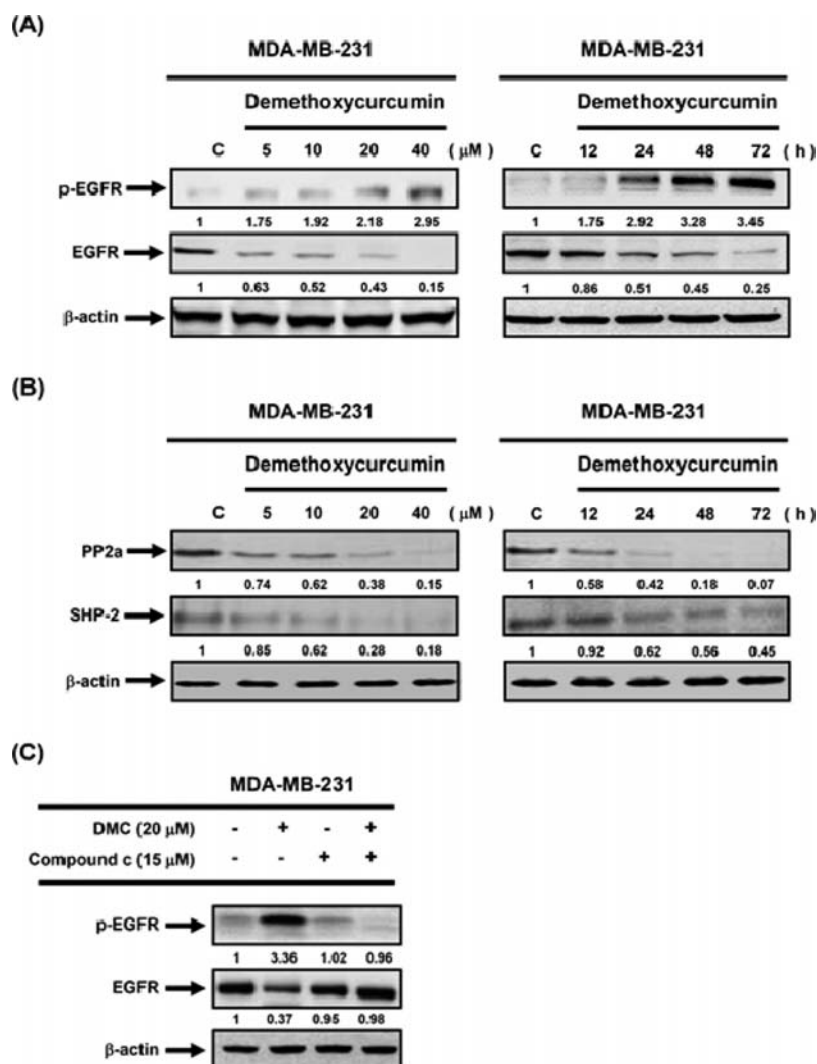 (A)
MDA-MB-231 MDA-MB-231
Demethoxycurcumin Demethoxycurcumin
C 5 10 20 40 (μM) C 12 24 48 72 (h)
p-EGFR
1 1.75 1.92 2.18 2.95 1 1.75 2.92 3.28 3.45
EGFR
1 0.63 0.52 0.43 0.15 1 0.86 0.51 0.45 0.25
β-actin
(B)
MDA-MB-231 MDA-MB-231
Demethoxycurcumin Demethoxycurcumin
C 5 10 20 40 (μM) C 12 24 48 72 (h)
PP2a
1 0.74 0.62 0.38 0.15 1 0.58 0.42 0.18 0.07
SHP-2
1 0.85 0.62 0.28 0.18 1 0.92 0.62 0.56 0.45
β-actin
(C)
MDA-MB-231
DMC (20 μM) - + - +
Compound c (15 μM) - - + +
p-EGFR
1 3.36 1.02 0.96
EGFR
1 0.37 0.95 0.98
β-actin